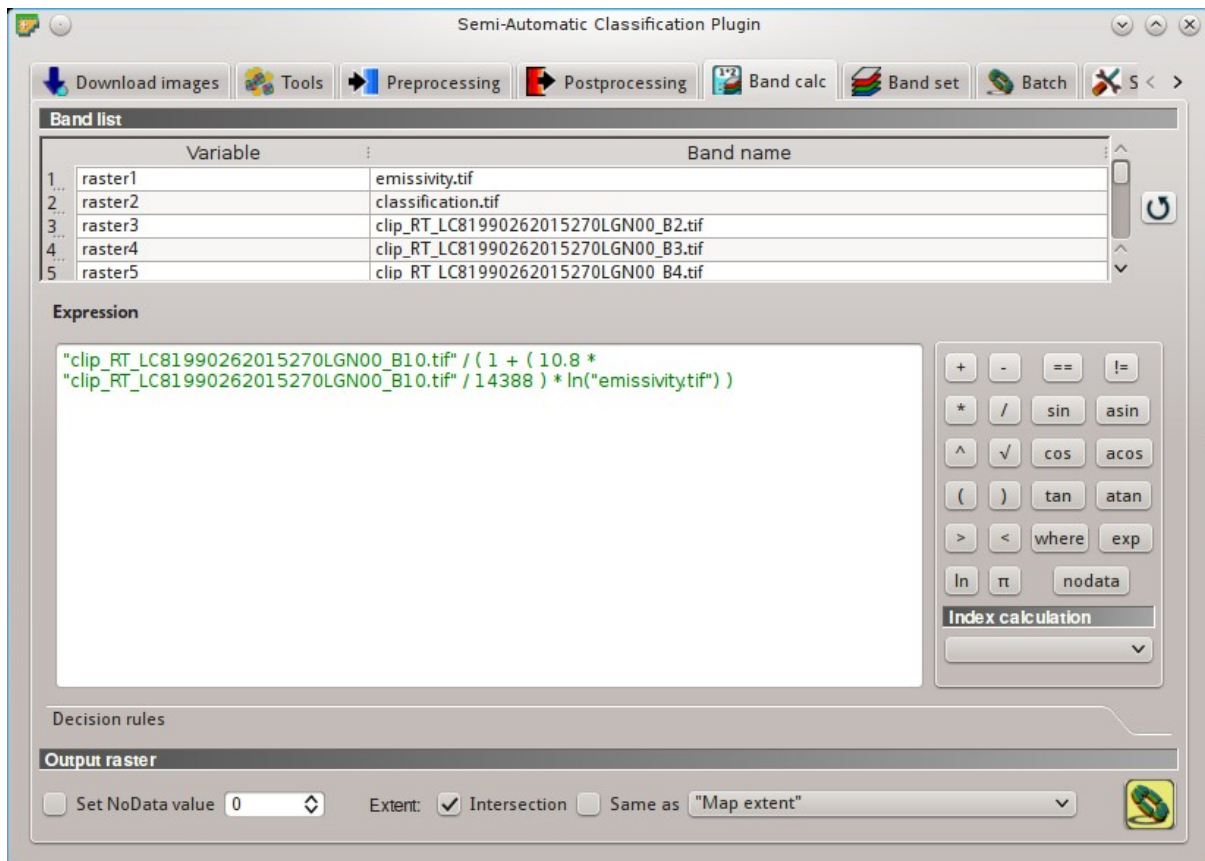 Semi-Automatic Classification Plugin
Download images Tools Preprocessing Postprocessing Band calc Band set Batch S
Band list
Variable Band name
1 raster1 emissivity.tif
2 raster2 classification.tif
3 raster3 clip_RT_LC81990262015270LGN00_B2.tif
4 raster4 clip_RT_LC81990262015270LGN00_B3.tif
5 raster5 clip_RT_LC81990262015270LGN00_B4.tif
Expression
"clip_RT_LC81990262015270LGN00_B10.tif" / ( 1 + ( 10.8 *
"clip_RT_LC81990262015270LGN00_B10.tif" / 14388 ) * ln("emissivity.tif") )
+ - == !=
* / sin asin
^ √ cos acos
( ) tan atan
> < where exp
ln π nodata
Index calculation
Decision rules
Output raster
Set NoData value 0 Extent: Intersection Same as "Map extent"